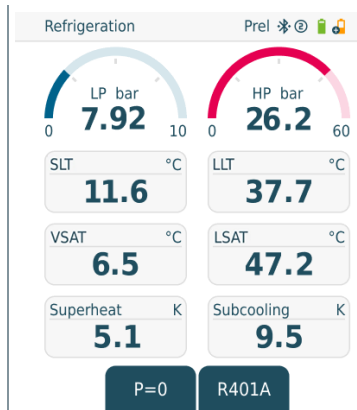 Refrigeration Prel 2
LP bar HP bar
7.92 26.2
0 10 0 60
SLT °C LLT °C
11.6 37.7
VSAT °C LSAT °C
6.5 47.2
Superheat K Subcooling K
5.1 9.5
P=0 R401A